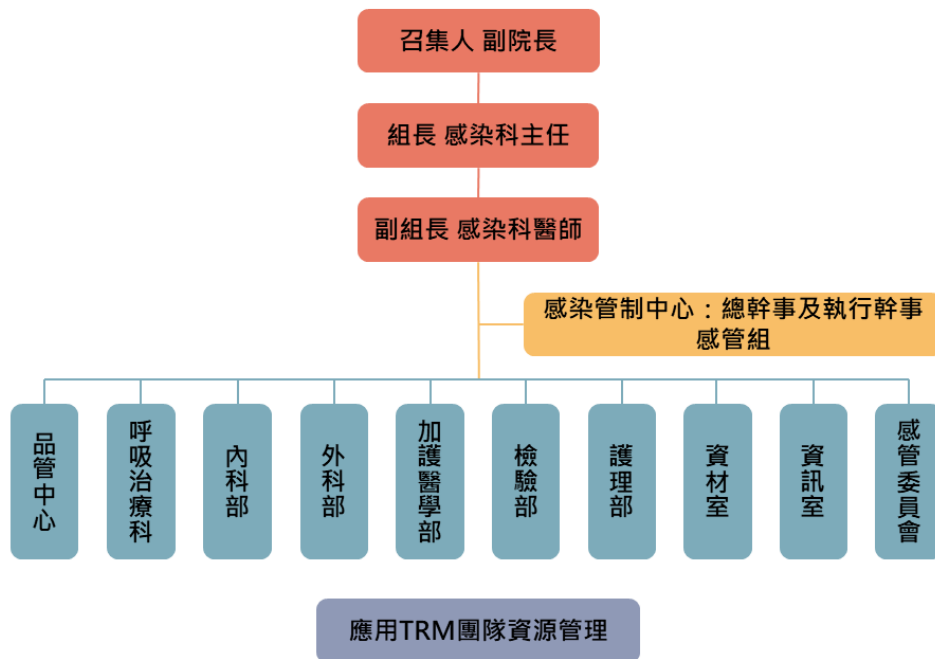 召集人 副院長
組長 感染科主任
副組長 感染科醫師
感染管制中心：總幹事及執行幹事
感管組
品管中心
呼吸治療科
內科部
外科部
加護醫學部
檢驗部
護理部
資材室
資訊室
感管委員會
應用TRM團隊資源管理